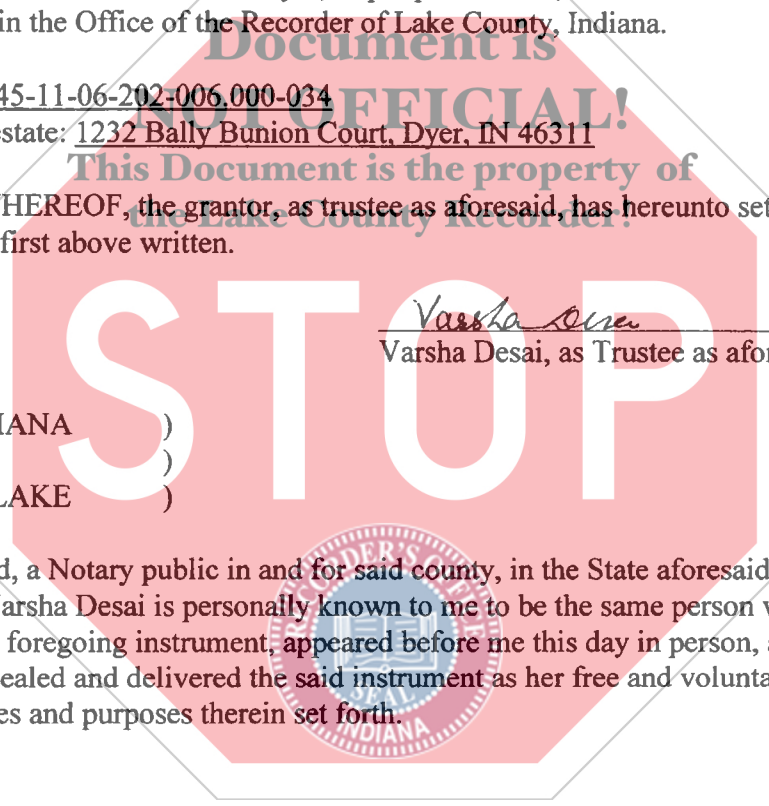 in the Office of the Recorder of Lake County, Indiana.
Document is
45-11-06-202-006.000-034
NOT OFFICIAL!
estate: 1232 Bally Bunion Court, Dyer, IN 46311
This Document is the property of
HEREOF, the grantor, as trustee as aforesaid, has hereunto set
the Lake County Recorder!
first above written.
STOP
Varsha Desai
Varsha Desai, as Trustee as afor
IANA )
)
LAKE )
d, a Notary public in and for said county, in the State aforesaid
Varsha Desai is personally known to me to be the same person
foregoing instrument, appeared before me this day in person,
ealed and delivered the said instrument as her free and volunta
es and purposes therein set forth.
RECORDER'S OFFICE
SEAL
INDIANA